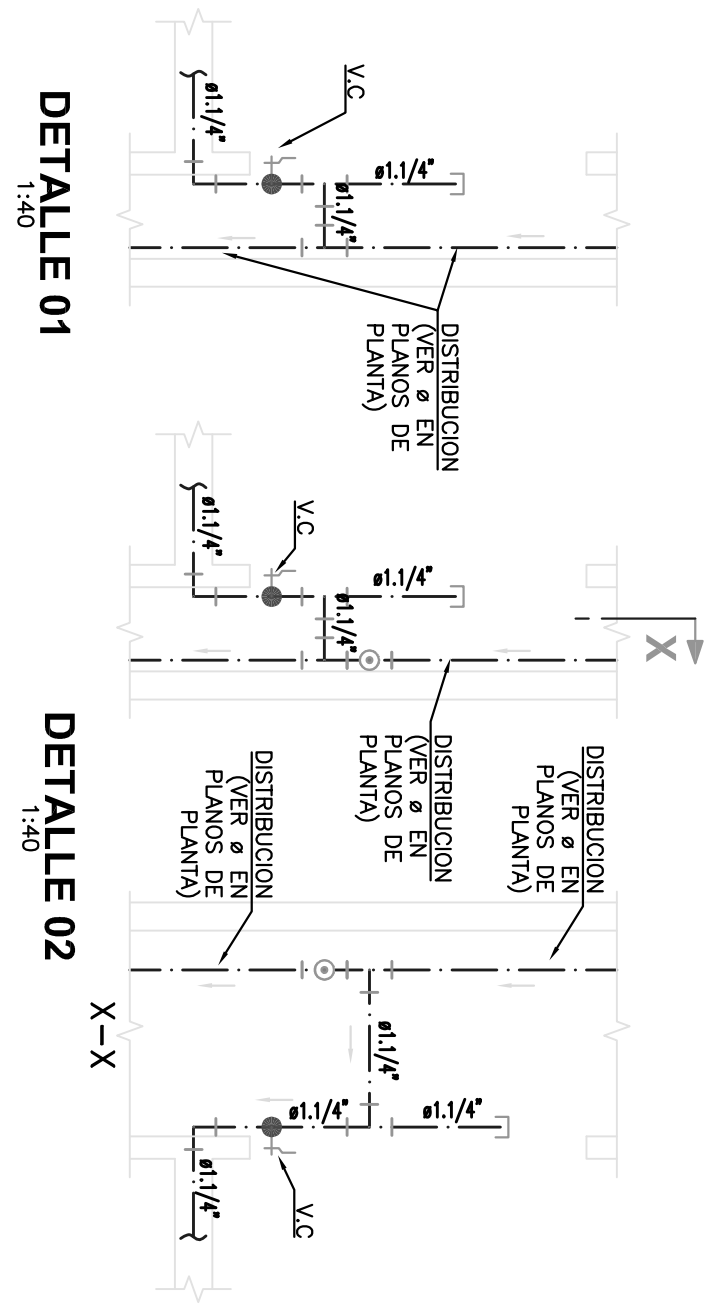 V.C
ø1.1/4"
ø1.1/4"
ø1.1/4"
DISTRIBUCION
(VER ø EN
PLANOS DE
PLANTA)
DETALLE 01
1:40
X
V.C
ø1.1/4"
ø1.1/4"
ø1.1/4"
DISTRIBUCION
(VER ø EN
PLANOS DE
PLANTA)
DISTRIBUCION
(VER ø EN
PLANOS DE
PLANTA)
DISTRIBUCION
(VER ø EN
PLANOS DE
PLANTA)
ø1.1/4"
ø1.1/4"
ø1.1/4"
ø1.1/4"
V.C
X-X
DETALLE 02
1:40